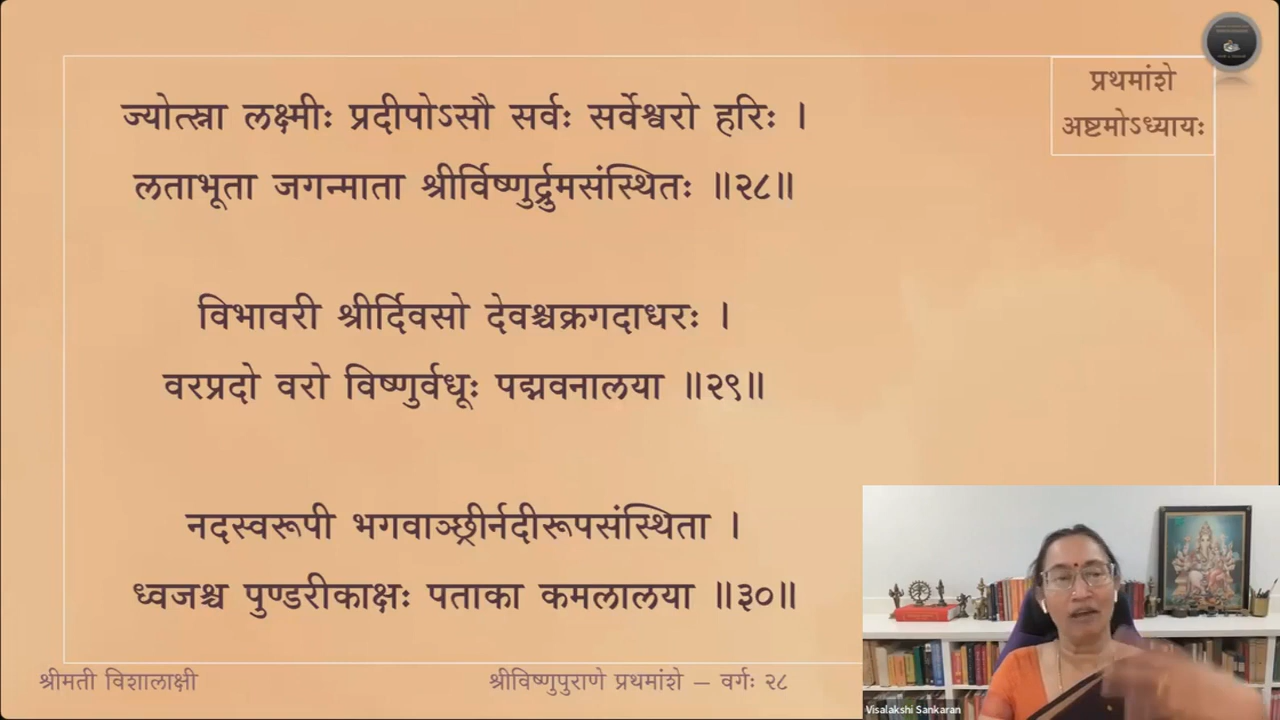 प्रथमांशे
अष्टमोऽध्यायः
ज्योत्स्ना लक्ष्मीः प्रदीपोऽसौ सर्वः सर्वेश्वरो हरिः ।
लताभूता जगन्माता श्रीर्विष्णुर्द्रुमसंस्थितः ॥२८॥
विभावरी श्रीर्दिवसो देवश्चक्रगदाधरः ।
वरप्रदो वरो विष्णुर्वधूः पद्मवनालया ॥२९॥
नदस्वरूपी भगवाञ्छ्रीर्नदीरूपसंस्थिता ।
ध्वजश्च पुण्डरीकाक्षः पताका कमलालया ॥३०॥
श्रीमती विशालाक्षी
श्रीविष्णुपुराणे प्रथमांशे – वर्गः २८
Visalakshi Sankaran